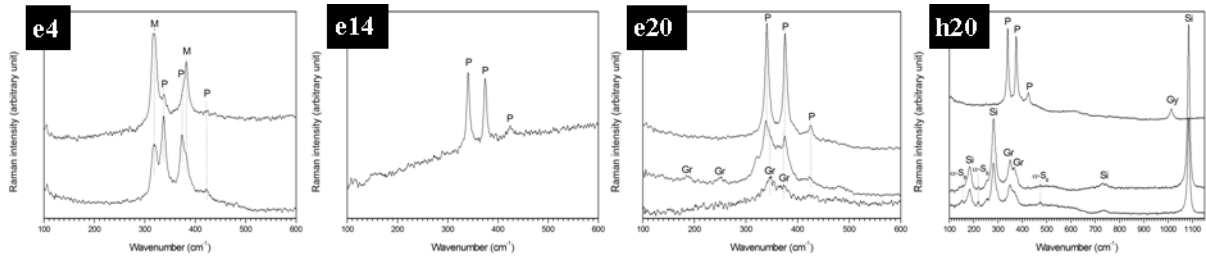 e4
M
M
P
P
P
Raman intensity (arbitrary unit)
100 200 300 400 500 600
Wavenumber (cm⁻¹)
e14
P
P
P
Raman intensity (arbitrary unit)
100 200 300 400 500 600
Wavenumber (cm⁻¹)
e20
P
P
P
Gr
Gr
Gr
Gr
Raman intensity (arbitrary unit)
100 200 300 400 500 600
Wavenumber (cm⁻¹)
h20
Si
P
P
P
Gy
Si
Si
Gr
Gr
α-S₈
α-S₈
α-S₈
Si
Raman intensity (arbitrary unit)
100 200 300 400 500 600 700 800 900 1000 1100
Wavenumber (cm⁻¹)